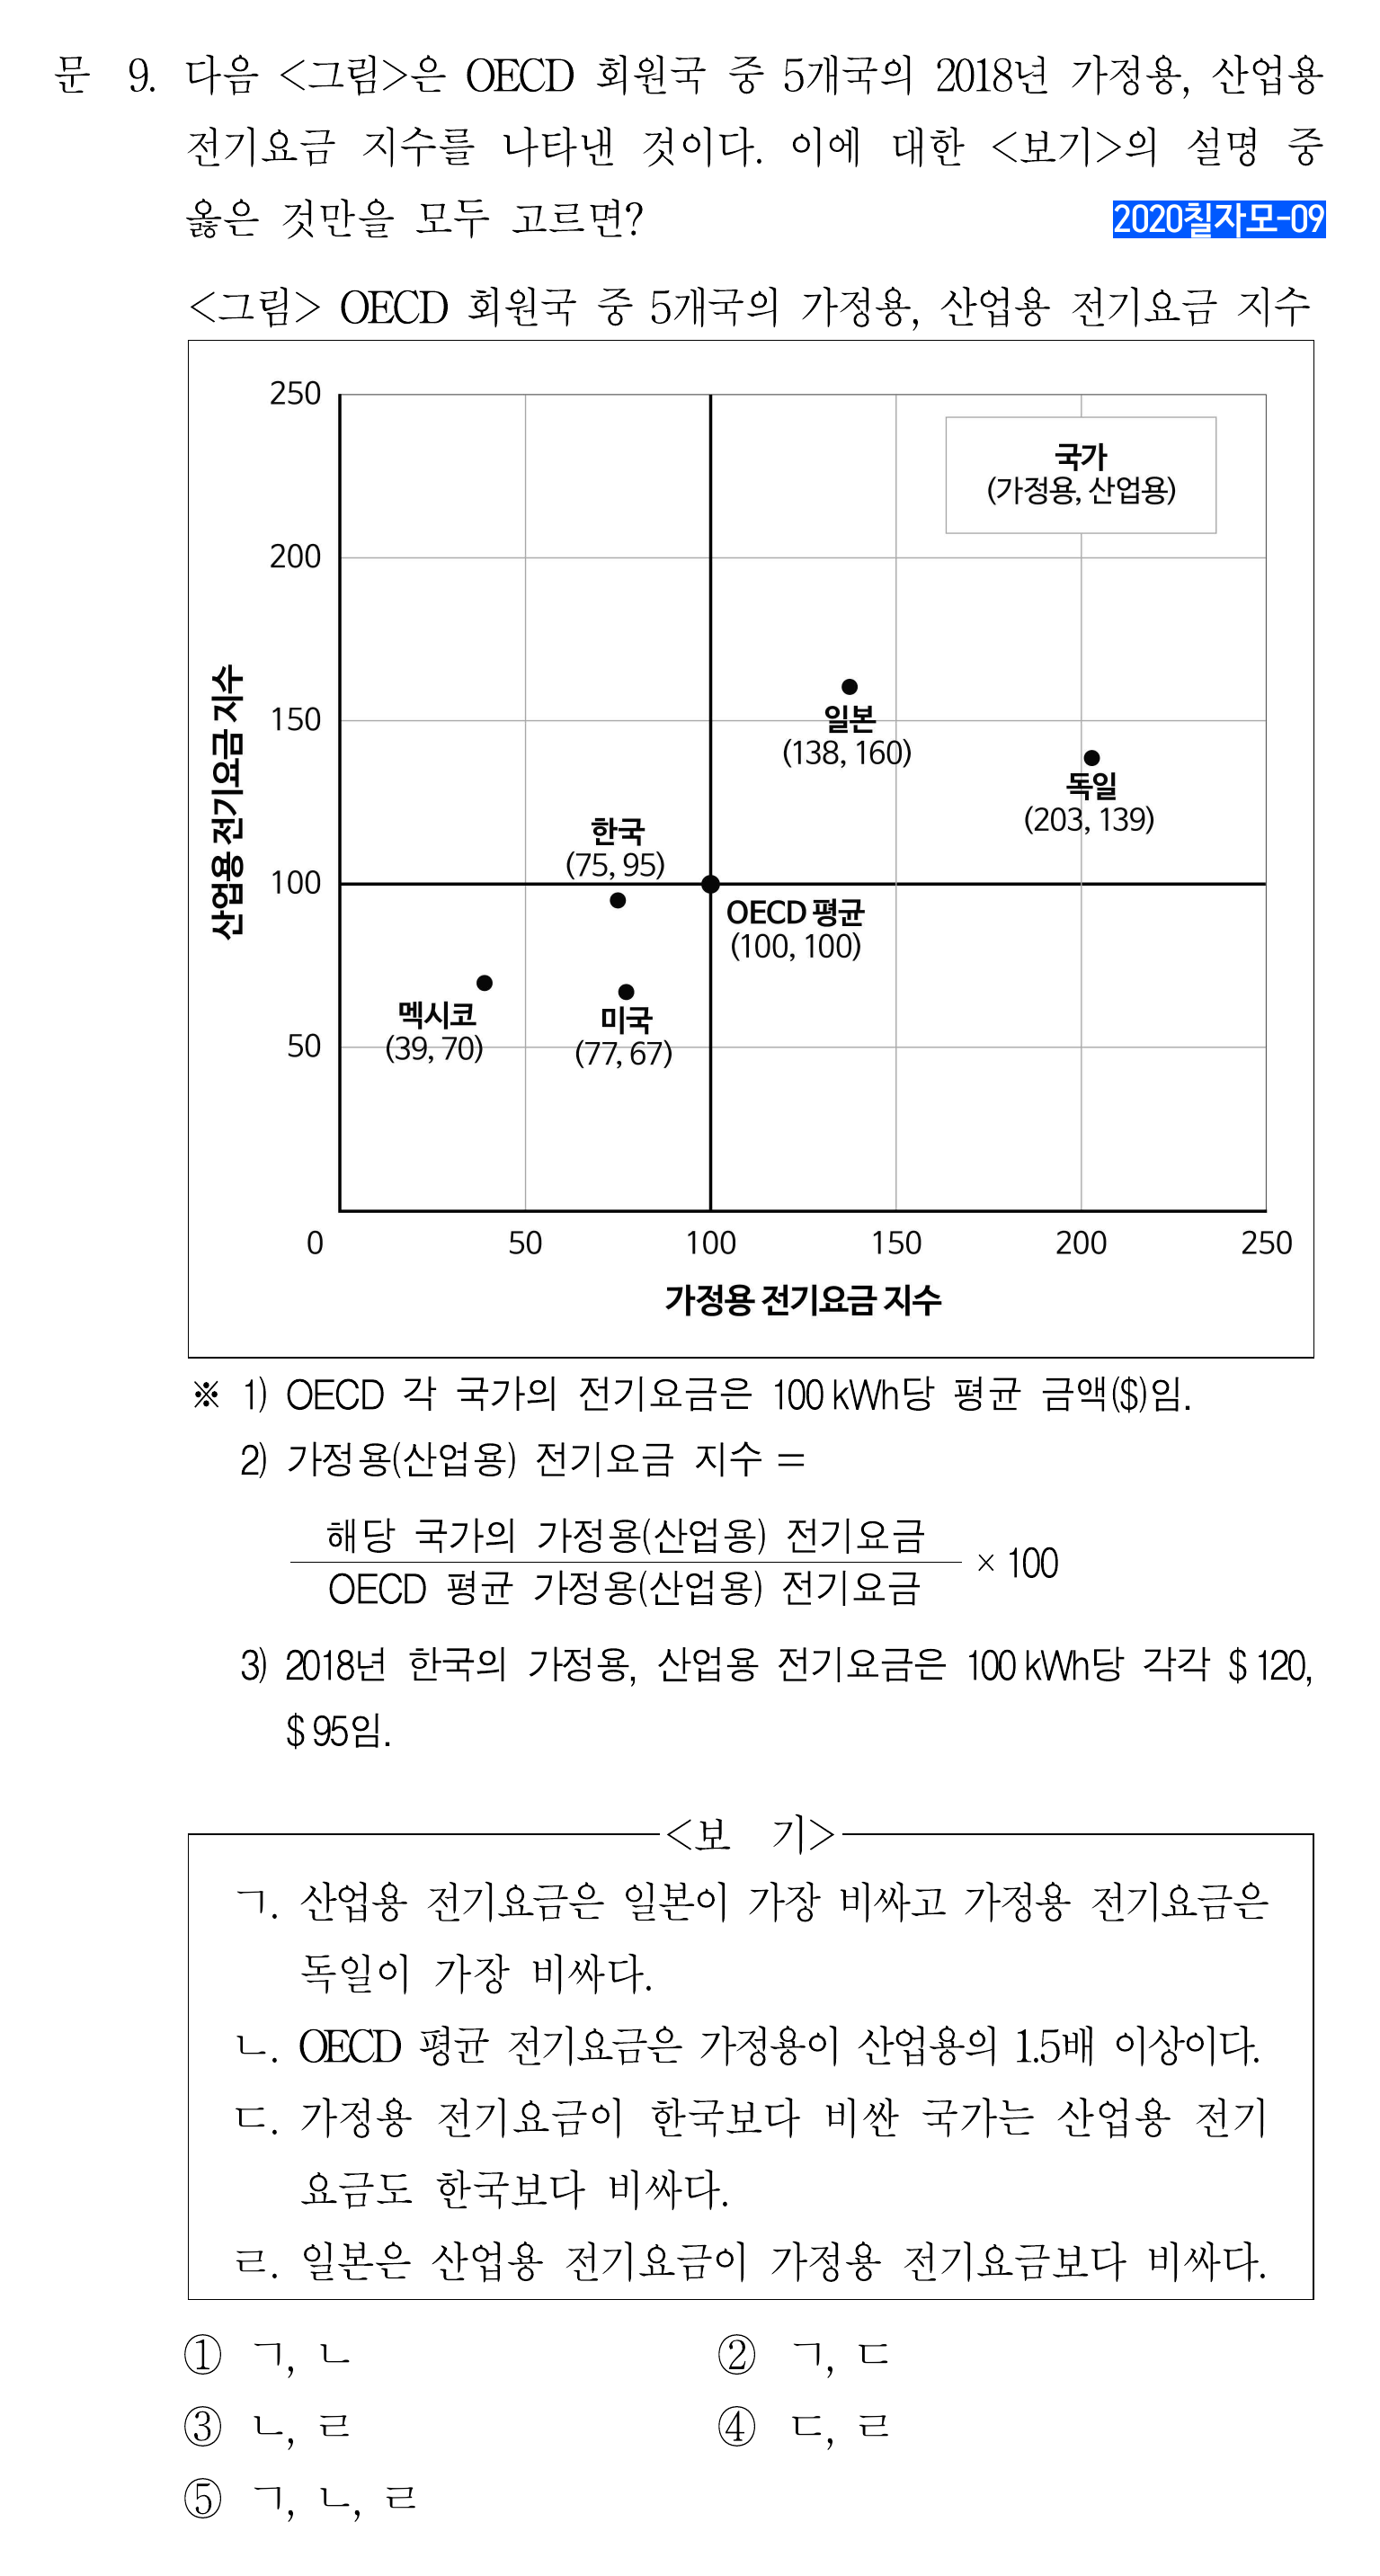 문 9. 다음 <그림>은 OECD 회원국 중 5개국의 2018년 가정용, 산업용
전기요금 지수를 나타낸 것이다. 이에 대한 <보기>의 설명 중
옳은 것만을 모두 고르면?
2020칠자모-09
<그림> OECD 회원국 중 5개국의 가정용, 산업용 전기요금 지수
250
국가
(가정용, 산업용)
200
산업용 전기요금 지수
150
일본
(138, 160)
독일
(203, 139)
한국
(75, 95)
100
OECD 평균
(100, 100)
멕시코
(39, 70)
미국
(77, 67)
50
0 50 100 150 200 250
가정용 전기요금 지수
※ 1) OECD 각 국가의 전기요금은 100 kWh당 평균 금액($)임.
2) 가정용(산업용) 전기요금 지수 =
해당 국가의 가정용(산업용) 전기요금
OECD 평균 가정용(산업용) 전기요금
× 100
3) 2018년 한국의 가정용, 산업용 전기요금은 100 kWh당 각각 $ 120,
$ 95임.
<보 기>
ㄱ. 산업용 전기요금은 일본이 가장 비싸고 가정용 전기요금은
독일이 가장 비싸다.
ㄴ. OECD 평균 전기요금은 가정용이 산업용의 1.5배 이상이다.
ㄷ. 가정용 전기요금이 한국보다 비싼 국가는 산업용 전기
요금도 한국보다 비싸다.
ㄹ. 일본은 산업용 전기요금이 가정용 전기요금보다 비싸다.
① ㄱ, ㄴ ② ㄱ, ㄷ
③ ㄴ, ㄹ ④ ㄷ, ㄹ
⑤ ㄱ, ㄴ, ㄹ